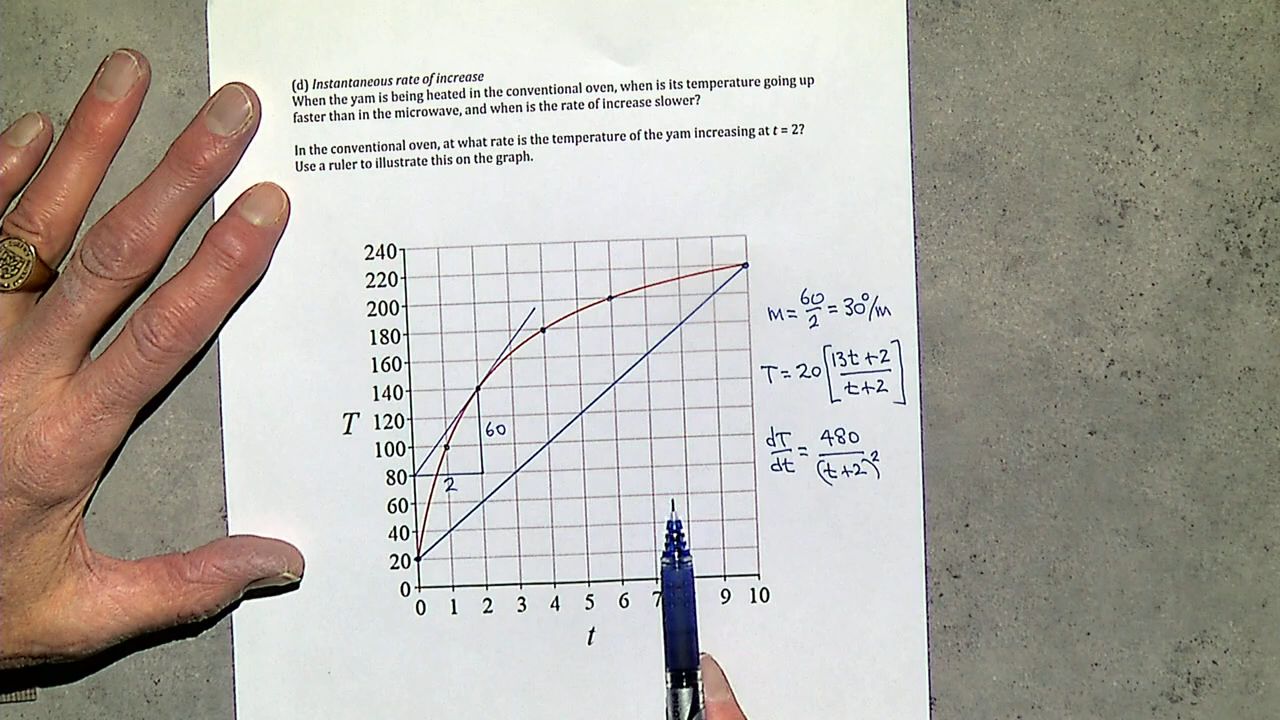 (d) Instantaneous rate of increase
When the yam is being heated in the conventional oven, when is its temperature going up
faster than in the microwave, and when is the rate of increase slower?
In the conventional oven, at what rate is the temperature of the yam increasing at t = 2?
Use a ruler to illustrate this on the graph.
240
220
200
180
160
140
120
100
80
60
40
20
0
T
60
2
0 1 2 3 4 5 6 7 9 10
t
m = 60/2 = 30°/m
T = 20 [13t + 2 / t + 2]
dT/dt = 480/(t + 2)²